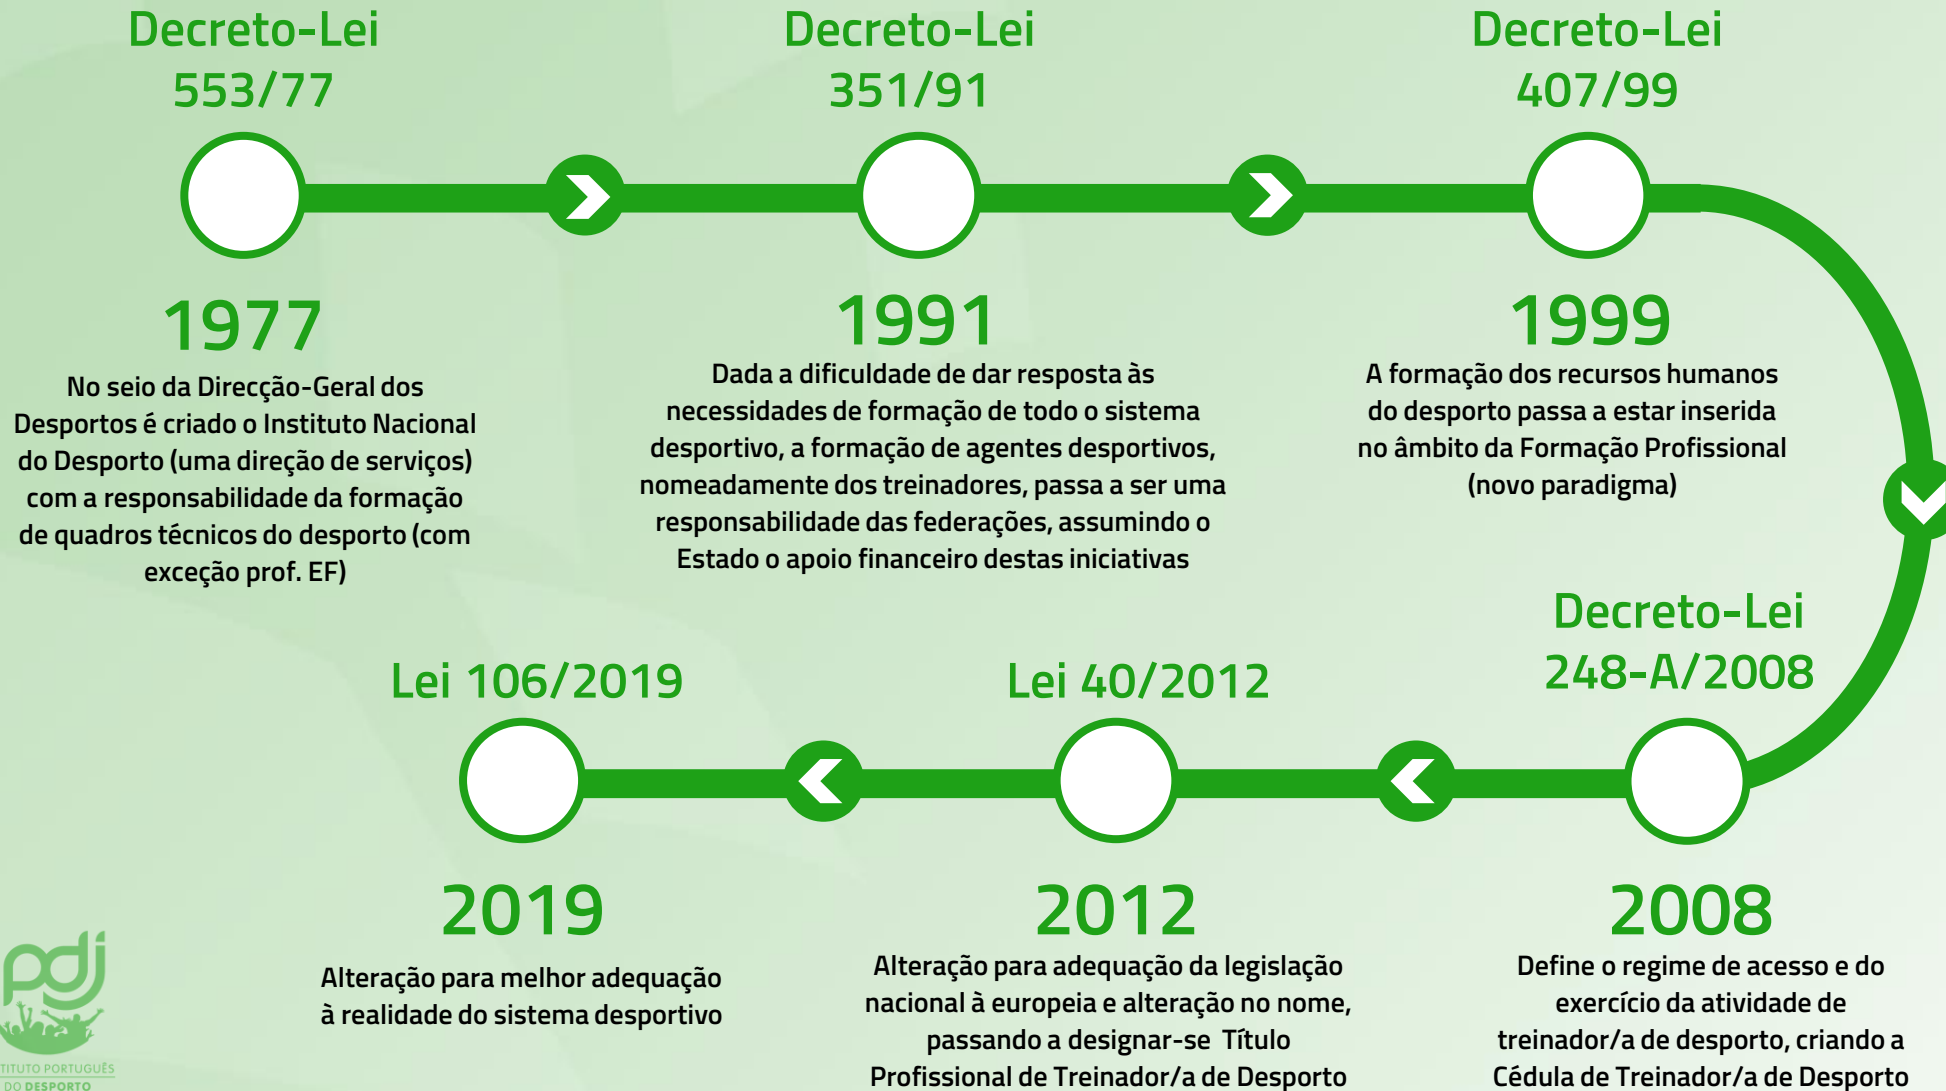 Decreto-Lei
553/77
Decreto-Lei
351/91
Decreto-Lei
407/99
1977
No seio da Direcção-Geral dos
Desportos é criado o Instituto Nacional
do Desporto (uma direção de serviços)
com a responsabilidade da formação
de quadros técnicos do desporto (com
exceção prof. EF)
1991
Dada a dificuldade de dar resposta às
necessidades de formação de todo o sistema
desportivo, a formação de agentes desportivos,
nomeadamente dos treinadores, passa a ser uma
responsabilidade das federações, assumindo o
Estado o apoio financeiro destas iniciativas
1999
A formação dos recursos humanos
do desporto passa a estar inserida
no âmbito da Formação Profissional
(novo paradigma)
Decreto-Lei
248-A/2008
Lei 40/2012
Lei 106/2019
2008
Define o regime de acesso e do
exercício da atividade de
treinador/a de desporto, criando a
Cédula de Treinador/a de Desporto
2012
Alteração para adequação da legislação
nacional à europeia e alteração no nome,
passando a designar-se Título
Profissional de Treinador/a de Desporto
2019
Alteração para melhor adequação
à realidade do sistema desportivo
pdj
TITUTO PORTUGUÊS
DO DESPORTO